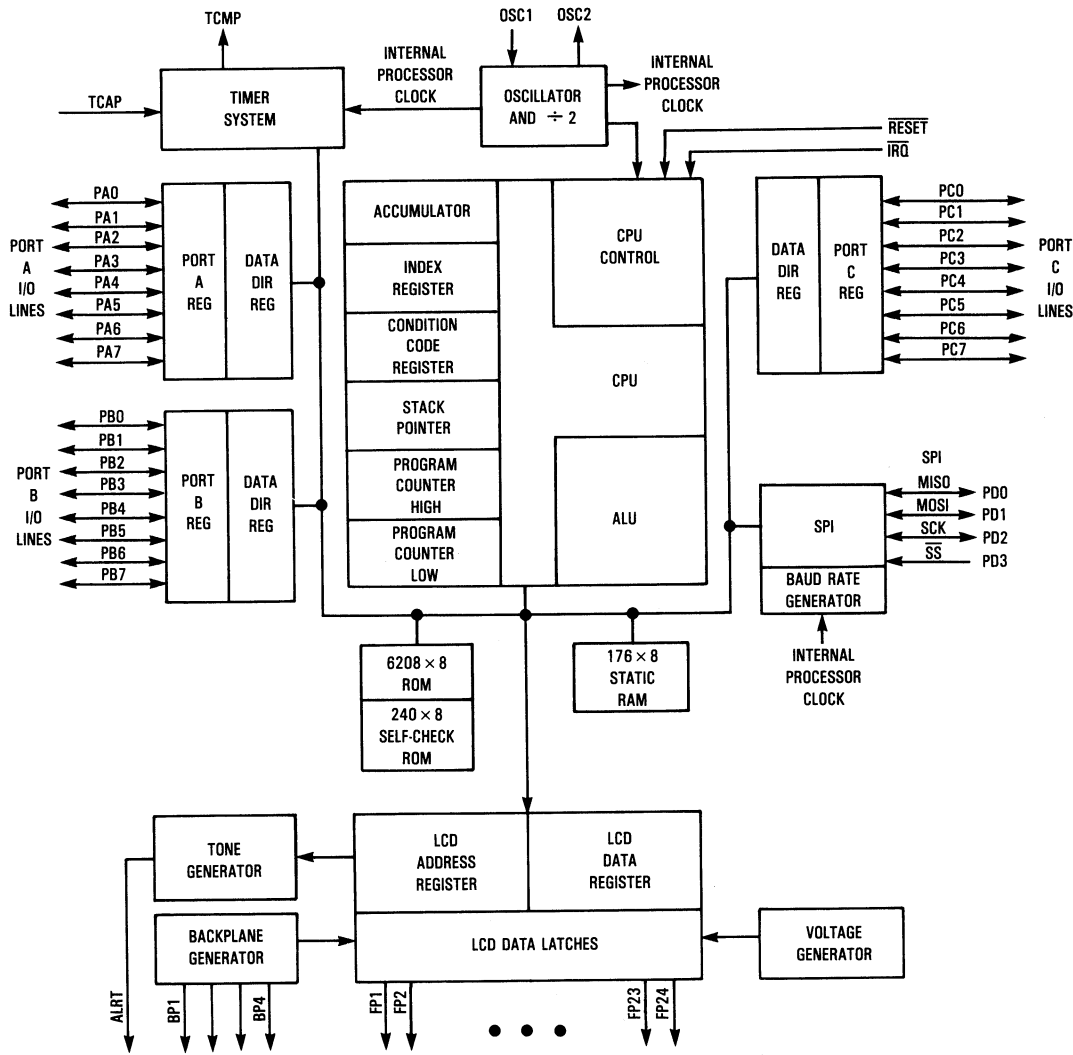 TCMP
OSC1
OSC2
INTERNAL
PROCESSOR
CLOCK
INTERNAL
PROCESSOR
CLOCK
TCAP
TIMER
SYSTEM
OSCILLATOR
AND ÷ 2
RESET
IRQ
PORT
A
I/O
LINES
PA0
PA1
PA2
PA3
PA4
PA5
PA6
PA7
PORT
A
REG
DATA
DIR
REG
ACCUMULATOR
INDEX
REGISTER
CONDITION
CODE
REGISTER
STACK
POINTER
PROGRAM
COUNTER
HIGH
PROGRAM
COUNTER
LOW
CPU
CONTROL
CPU
ALU
DATA
DIR
REG
PORT
C
REG
PC0
PC1
PC2
PC3
PC4
PC5
PC6
PC7
PORT
C
I/O
LINES
PORT
B
I/O
LINES
PB0
PB1
PB2
PB3
PB4
PB5
PB6
PB7
PORT
B
REG
DATA
DIR
REG
SPI
SPI
MISO
PD0
MOSI
PD1
SCK
PD2
SS
PD3
BAUD RATE
GENERATOR
INTERNAL
PROCESSOR
CLOCK
6208 × 8
ROM
240 × 8
SELF-CHECK
ROM
176 × 8
STATIC
RAM
TONE
GENERATOR
LCD
ADDRESS
REGISTER
LCD
DATA
REGISTER
BACKPLANE
GENERATOR
LCD DATA LATCHES
VOLTAGE
GENERATOR
ALRT
BP1
BP4
FP1
FP2
FP23
FP24